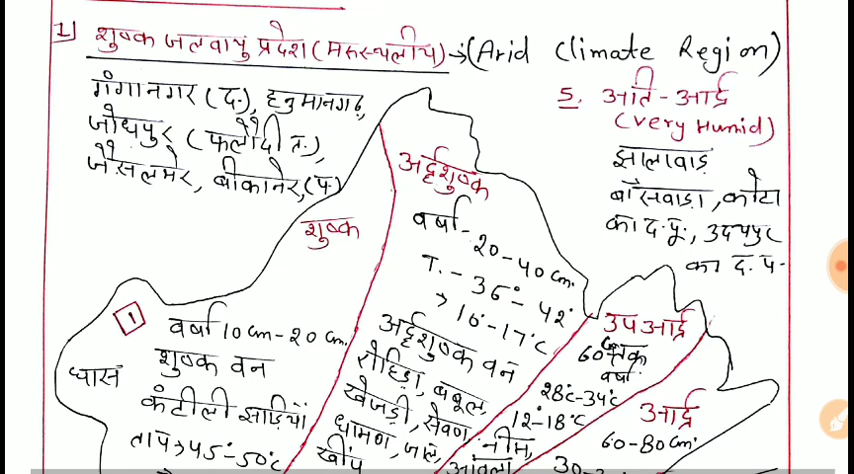 1] शुष्क जलवायु प्रदेश (मरुस्थलीय) → (Arid Climate Region)
गंगानगर (द.), हनुमानगढ़,
जोधपुर (फलौदी त.),
जैसलमेर, बीकानेर, (प.)
5. अति-आर्द्र
(Very Humid)
झालावाड़
बाँसवाड़ा, कोटा
का द.पू., उदयपुर
का द.प.
शुष्क
1
वर्षा 10 cm-20 cm.
शुष्क वन
घास
कंटीली झाड़ियाँ
ताप→45°-50°c
अर्द्धशुष्क
वर्षा-
20-40 cm.
T. - 36°-42°
→ 10°-17°c
अर्द्धशुष्क वन
रोहिड़ा, बबूल,
खेजड़ी, सेवण,
धामण, जाल,
खींप
नीम,
आंवला
उपआर्द्र
60 cm तक
वर्षा
28°c-34°c
12°-18°c
आर्द्र
60-80 cm.